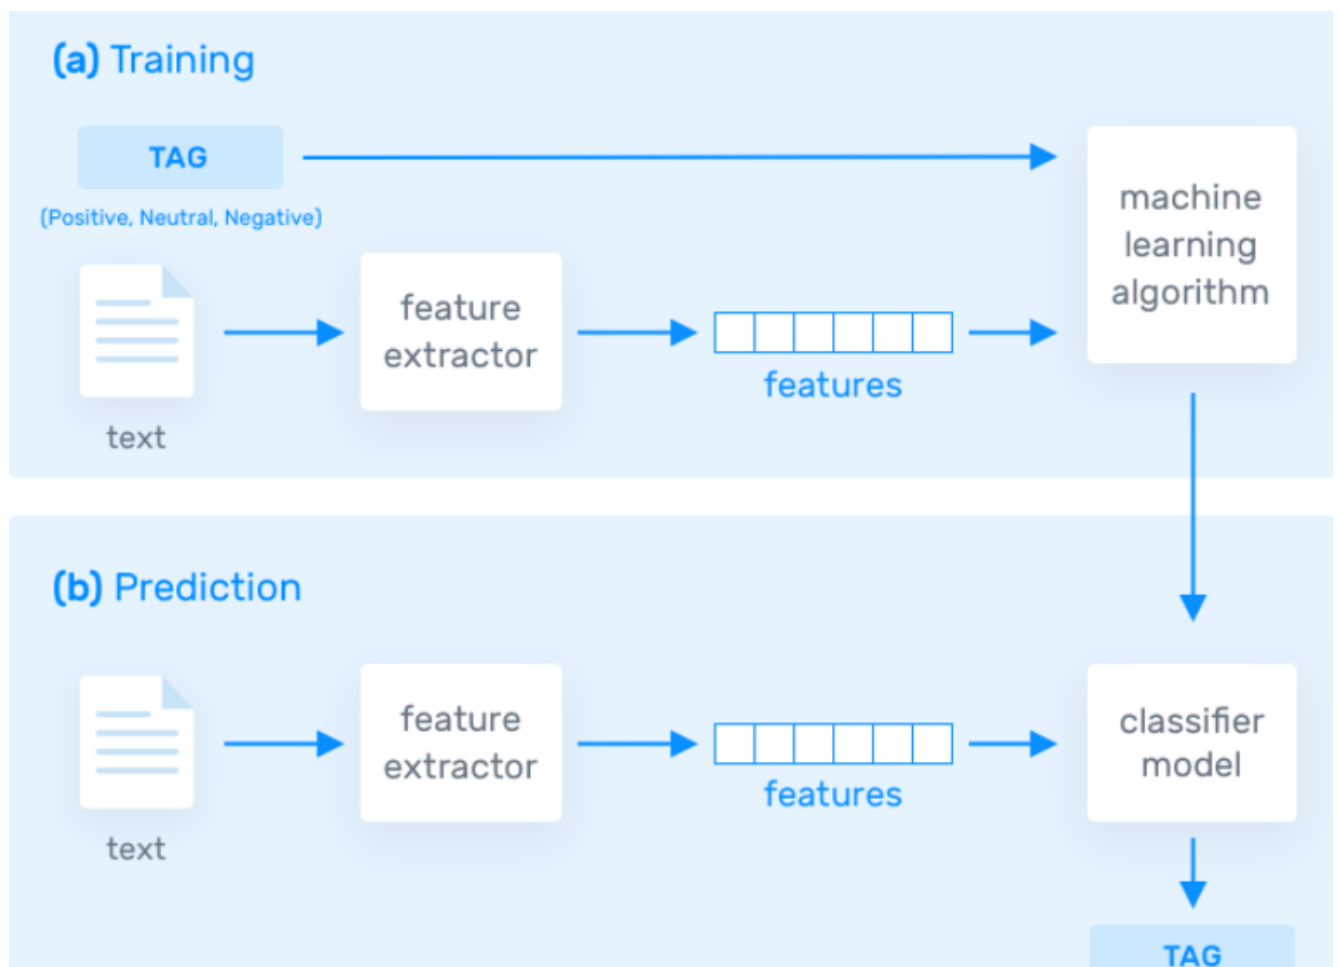 (a) Training
TAG
(Positive, Neutral, Negative)
machine
learning
algorithm
feature
extractor
features
text
(b) Prediction
feature
extractor
features
classifier
model
text
TAG